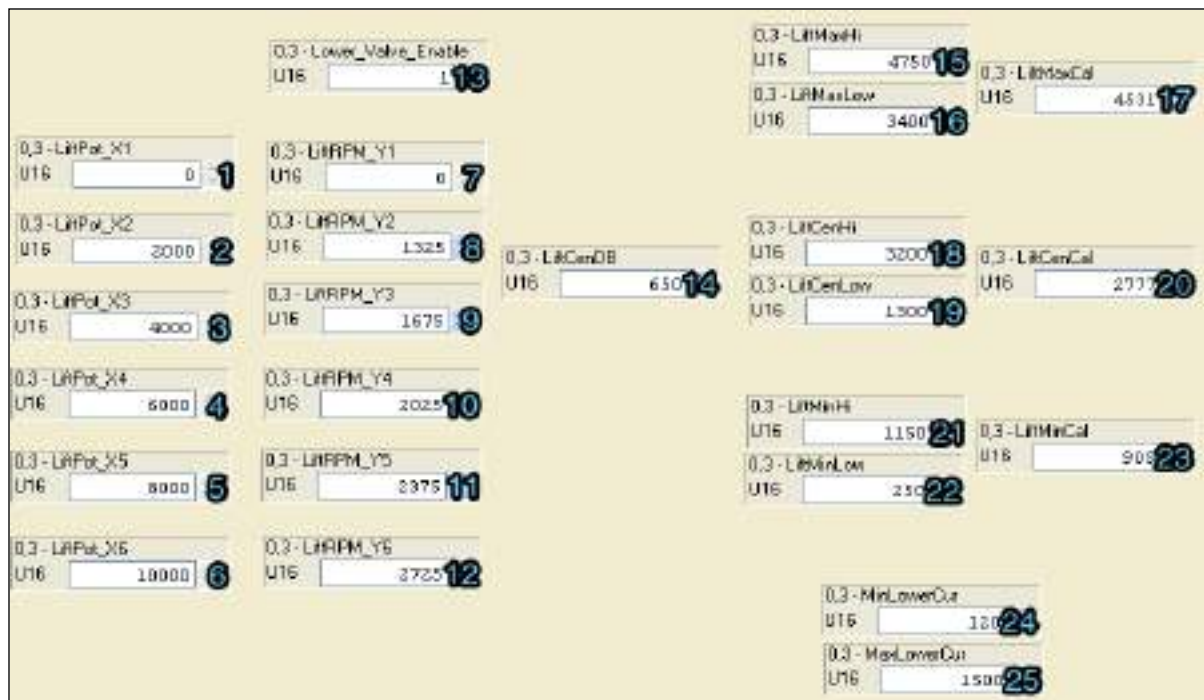 0,3 - Lower_Valve_Enable
U16 1 13
0,3 - LiftMaxHi
U16 4750 15
0,3 - LiftMaxLow
U16 3400 16
0,3 - LiftMaxCal
U16 4531 17
0,3 - LiftPot_X1
U16 0 1
0,3 - LiftRPM_Y1
U16 0 7
0,3 - LiftPot_X2
U16 2000 2
0,3 - LiftRPM_Y2
U16 1325 8
0,3 - LiftCenDB
U16 650 14
0,3 - LiftCenHi
U16 3200 18
0,3 - LiftCenLow
U16 1300 19
0,3 - LiftCenCal
U16 2777 20
0,3 - LiftPot_X3
U16 4000 3
0,3 - LiftRPM_Y3
U16 1675 9
0,3 - LiftPot_X4
U16 6000 4
0,3 - LiftRPM_Y4
U16 2025 10
0,3 - LiftMinHi
U16 1150 21
0,3 - LiftMinLow
U16 250 22
0,3 - LiftMinCal
U16 23
0,3 - LiftPot_X5
U16 8000 5
0,3 - LiftRPM_Y5
U16 2375 11
0,3 - LiftPot_X6
U16 10000 6
0,3 - LiftRPM_Y6
U16 2725 12
0,3 - MinLowerCur
U16 120 24
0,3 - MaxLowerCur
U16 1500 25